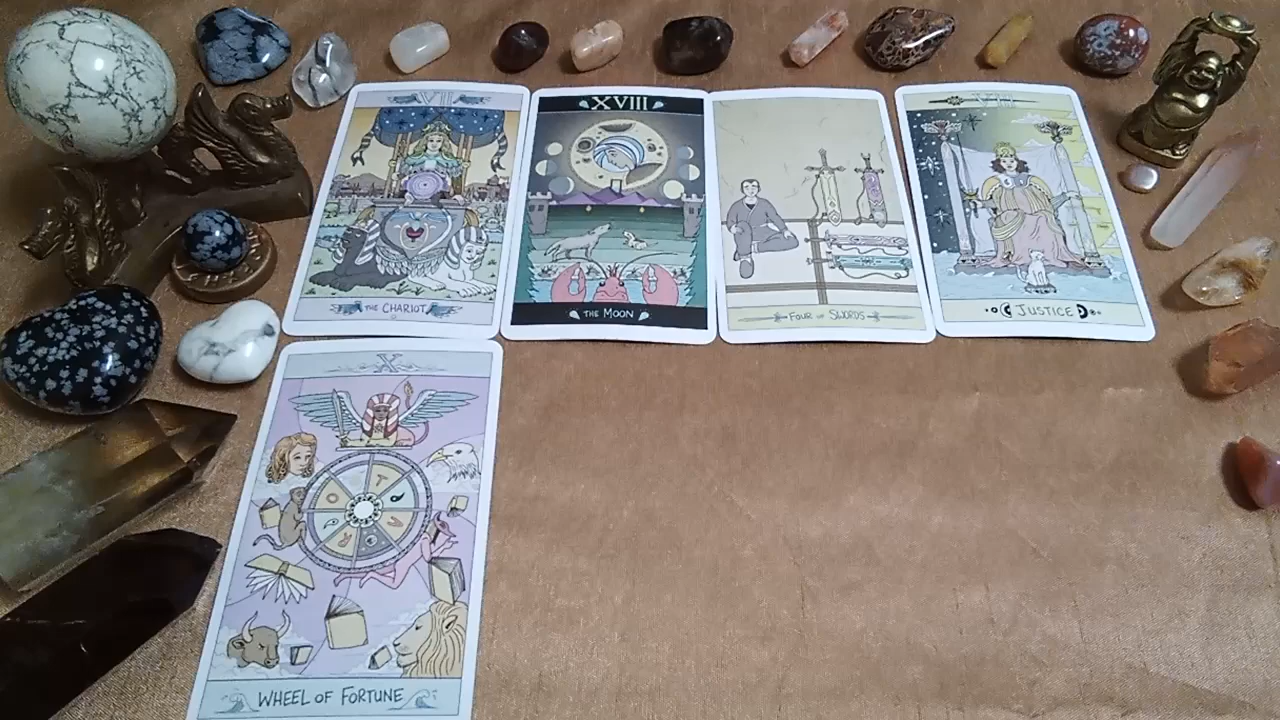 VII
THE CHARIOT
XVIII
THE MOON
FOUR OF SWORDS
VIII
JUSTICE
X
WHEEL OF FORTUNE